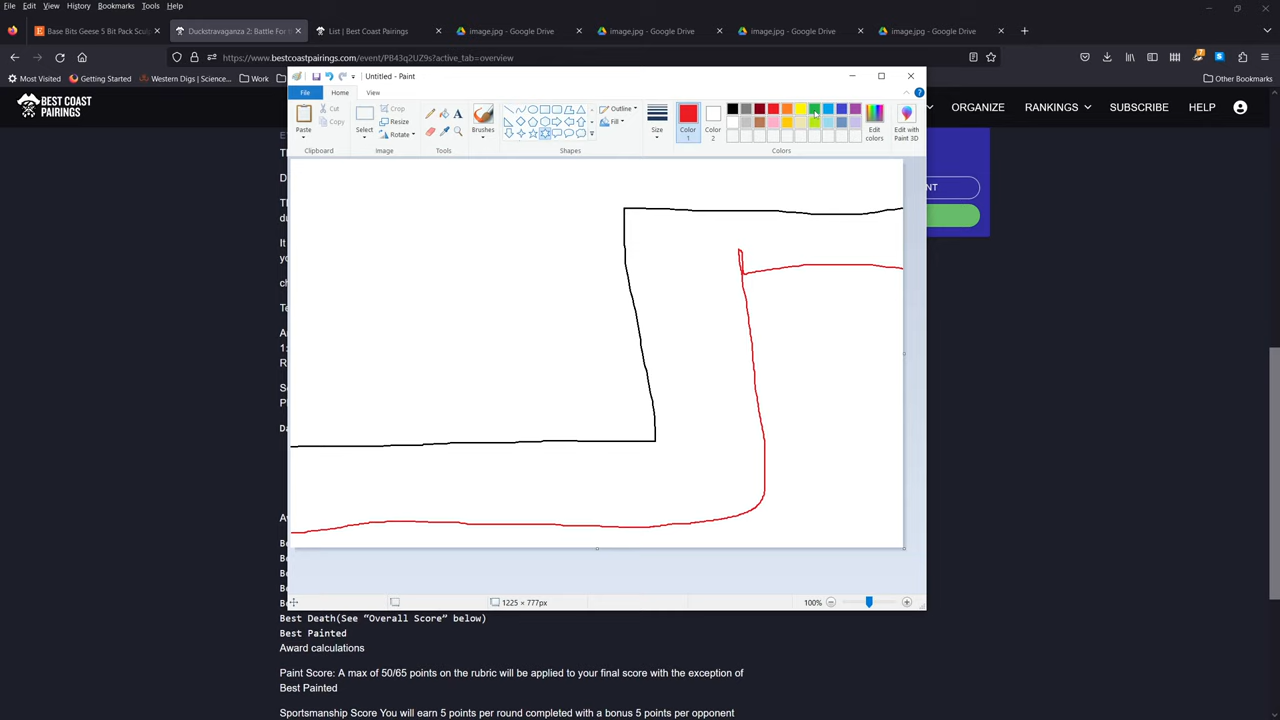 File Edit View History Bookmarks Tools Help
Base Bits Geese 5 Bit Pack Sculp
Duckstravaganza 2: Battle For t
List | Best Coast Pairings
image.jpg - Google Drive
image.jpg - Google Drive
image.jpg - Google Drive
image.jpg - Google Drive
https://www.bestcoastpairings.com/event/PB43q2UZ9s?active_tab=overview
Most Visited Getting Started Western Digs | Science... Work
Other Bookmarks
BEST COAST PAIRINGS
ORGANIZE RANKINGS SUBSCRIBE HELP
Untitled - Paint
File Home View
Paste
Cut
Copy
Clipboard
Select
Crop
Resize
Rotate
Image
A
Tools
Brushes
Outline
Fill
Shapes
Size
Color 1
Color 2
Edit colors
Edit with Paint 3D
Colors
NT
1225 × 777px
100%
Best Death(See “Overall Score” below)
Best Painted
Award calculations
Paint Score: A max of 50/65 points on the rubric will be applied to your final score with the exception of
Best Painted
Sportsmanship Score You will earn 5 points per round completed with a bonus 5 points per opponent